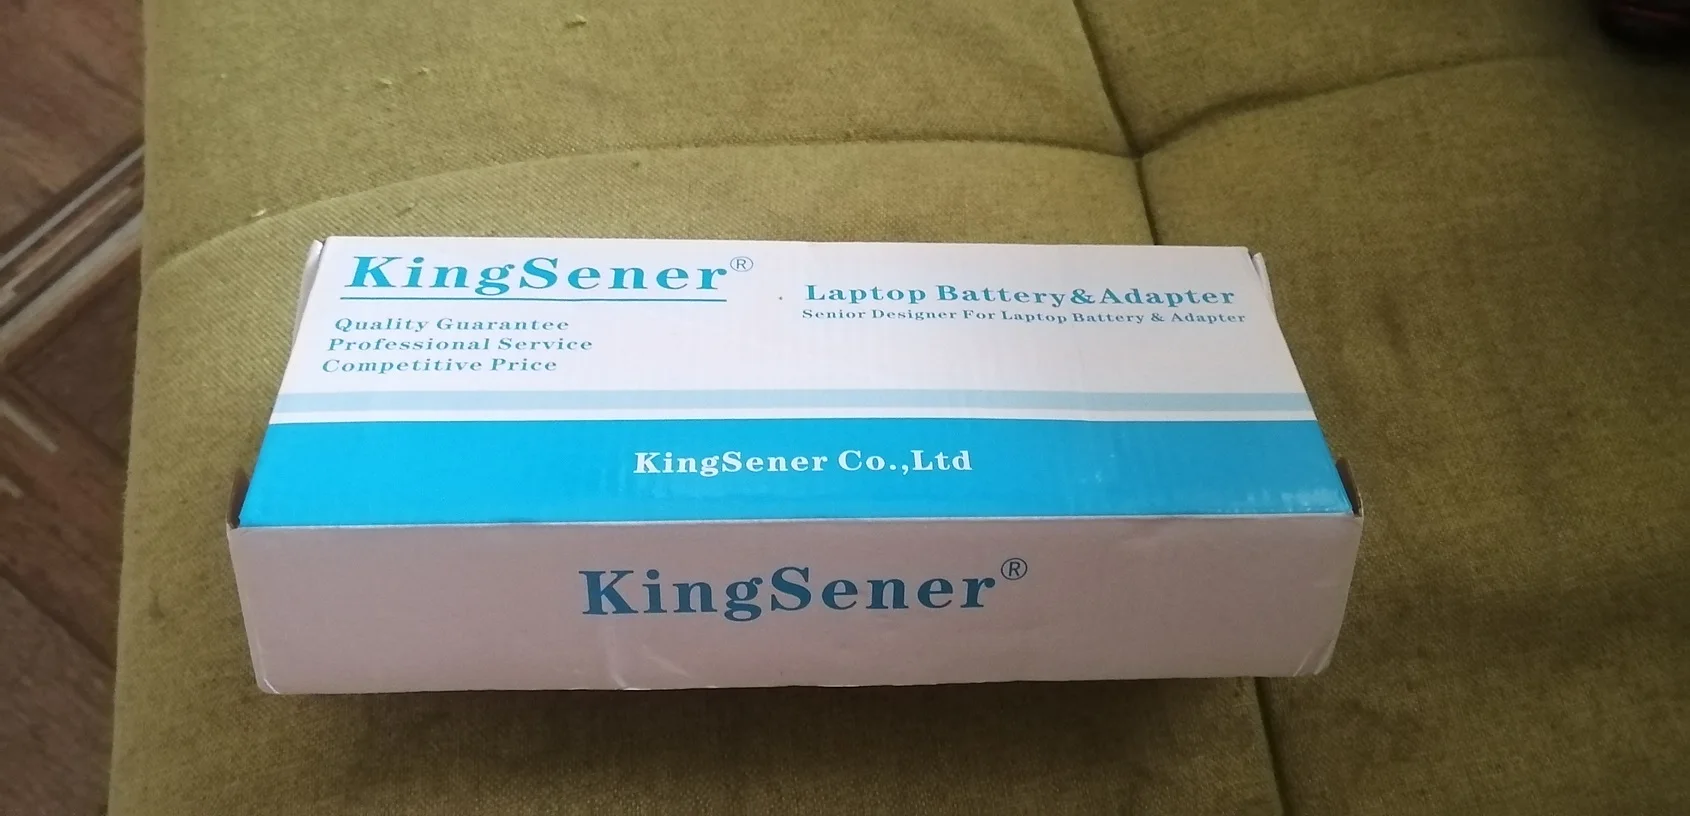 KingSener®
Quality Guarantee
Professional Service
Competitive Price
Laptop Battery&Adapter
Senior Designer For Laptop Battery & Adapter
KingSener Co.,Ltd
KingSener®